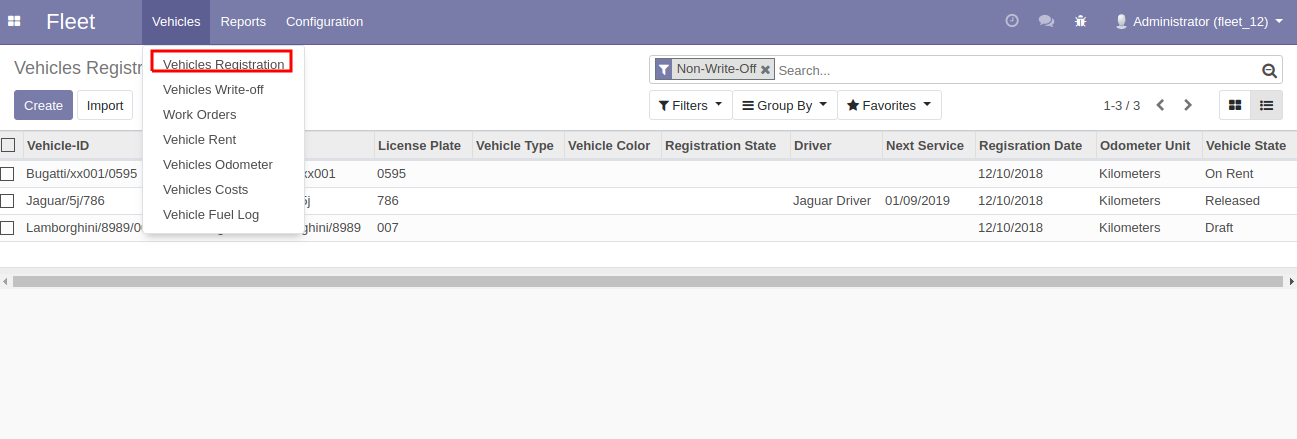 Fleet Vehicles Reports Configuration Administrator (fleet_12)
Vehicles Registr
Non-Write-Off Search...
Vehicles Registration
Vehicles Write-off
Work Orders
Vehicle Rent
Vehicles Odometer
Vehicles Costs
Vehicle Fuel Log
Create Import Filters Group By Favorites 1-3 / 3
Vehicle-ID License Plate Vehicle Type Vehicle Color Registration State Driver Next Service Regisration Date Odometer Unit Vehicle State
Bugatti/xx001/0595 xx001 0595 12/10/2018 Kilometers On Rent
Jaguar/5j/786 5j 786 Jaguar Driver 01/09/2019 12/10/2018 Kilometers Released
Lamborghini/8989/0 ghini/8989 007 12/10/2018 Kilometers Draft